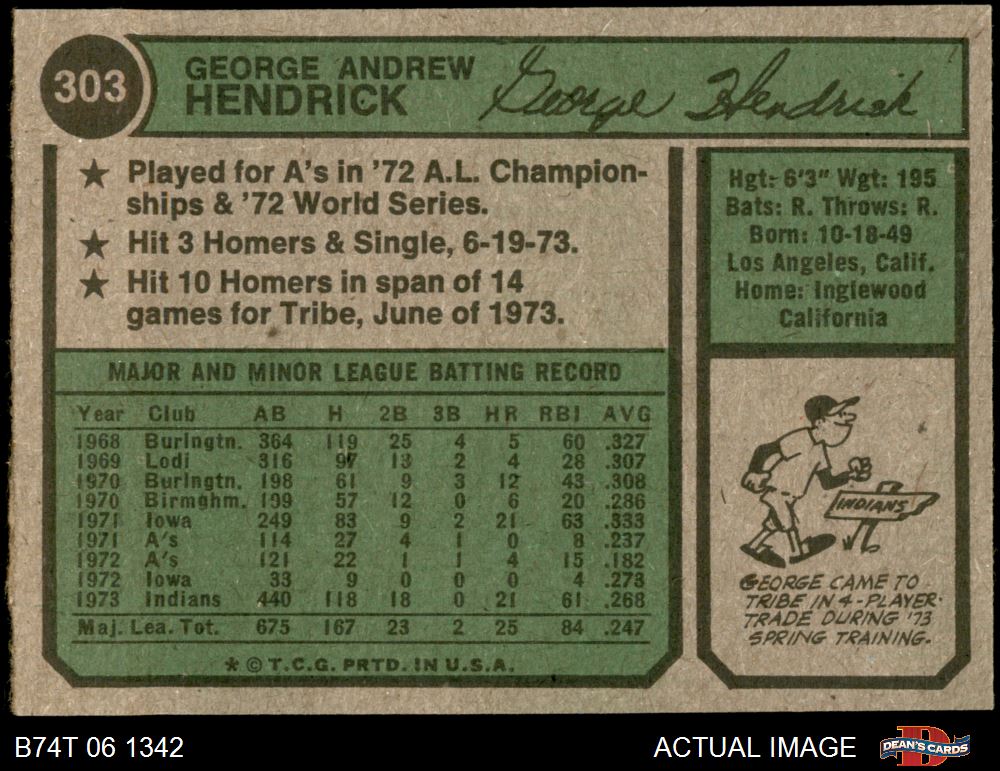 303
GEORGE ANDREW
HENDRICK
George Hendrick
★ Played for A's in '72 A.L. Champion-
ships & '72 World Series.
★ Hit 3 Homers & Single, 6-19-73.
★ Hit 10 Homers in span of 14
games for Tribe, June of 1973.
Hgt: 6'3" Wgt: 195
Bats: R. Throws: R.
Born: 10-18-49
Los Angeles, Calif.
Home: Inglewood
California
MAJOR AND MINOR LEAGUE BATTING RECORD
Year Club AB H 2B 3B HR RBI AVG
1968 Burlngtn. 364 119 25 4 5 60 .327
1969 Lodi 316 97 13 2 4 28 .307
1970 Burlngtn. 198 61 9 3 12 43 .308
1970 Birmghm. 199 57 12 0 6 20 .286
1971 Iowa 249 83 9 2 21 63 .333
1971 A's 114 27 4 1 0 8 .237
1972 A's 121 22 1 1 4 15 .182
1972 Iowa 33 9 0 0 0 4 .273
1973 Indians 440 118 18 0 21 61 .268
Maj. Lea. Tot. 675 167 23 2 25 84 .247
* © T.C.G. PRTD. IN U.S.A.
INDIANS
GEORGE CAME TO
TRIBE IN 4-PLAYER
TRADE DURING '73
SPRING TRAINING.
B74T 06 1342
ACTUAL IMAGE
DEAN'S CARDS